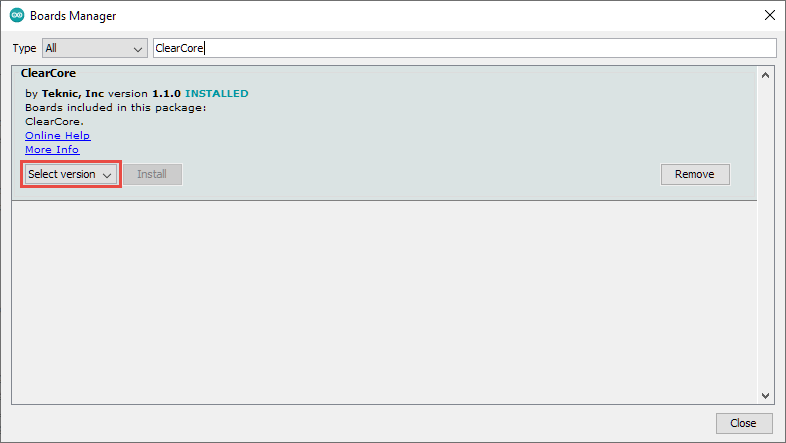 Boards Manager
Type All ClearCore
ClearCore
by Teknic, Inc version 1.1.0 INSTALLED
Boards included in this package:
ClearCore.
Online Help
More Info
Select version Install Remove
Close